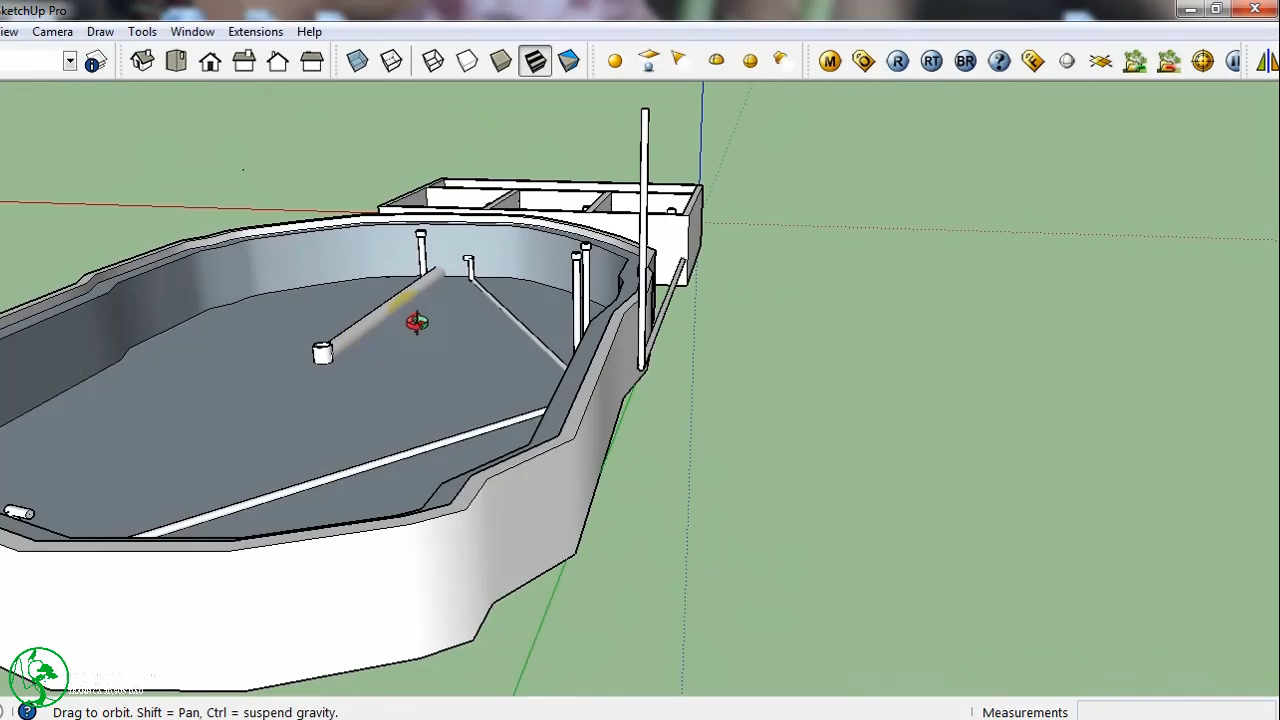 SketchUp Pro
iew Camera Draw Tools Window Extensions Help
M R RT BR ?
? Drag to orbit. Shift = Pan, Ctrl = suspend gravity. Measurements